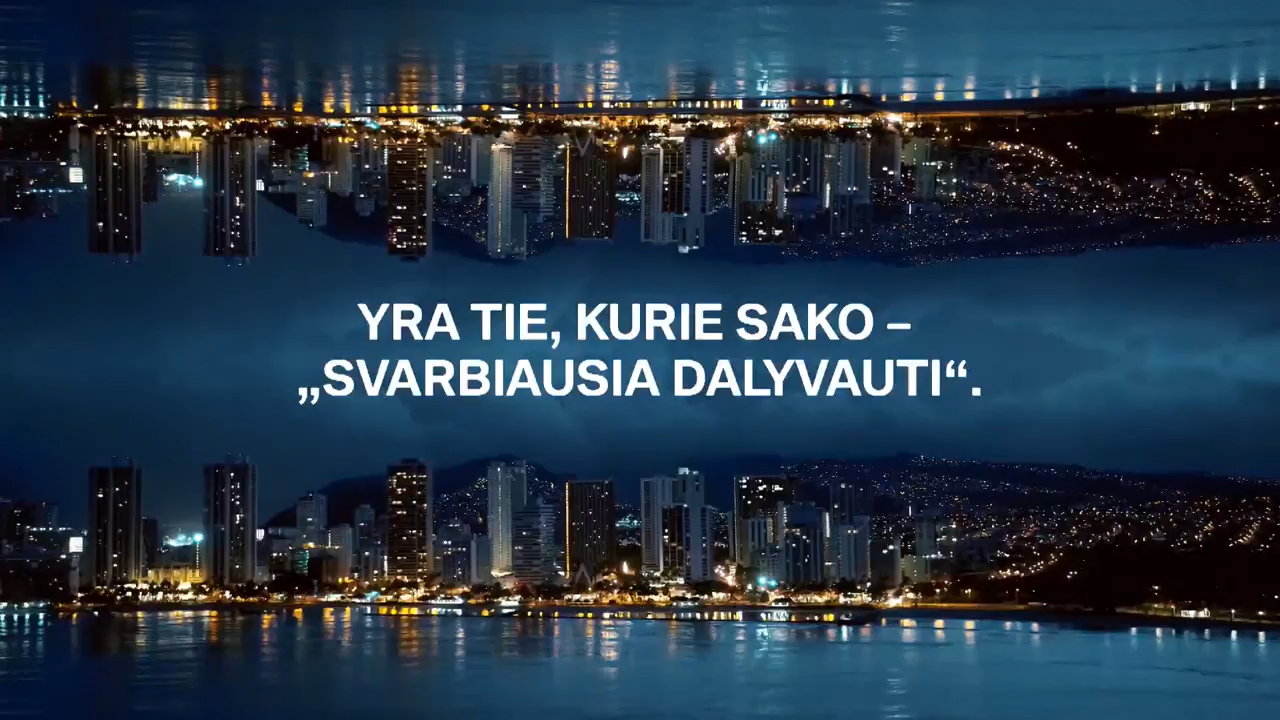 YRA TIE, KURIE SAKO –
„SVARBIAUSIA DALYVAUTI“.